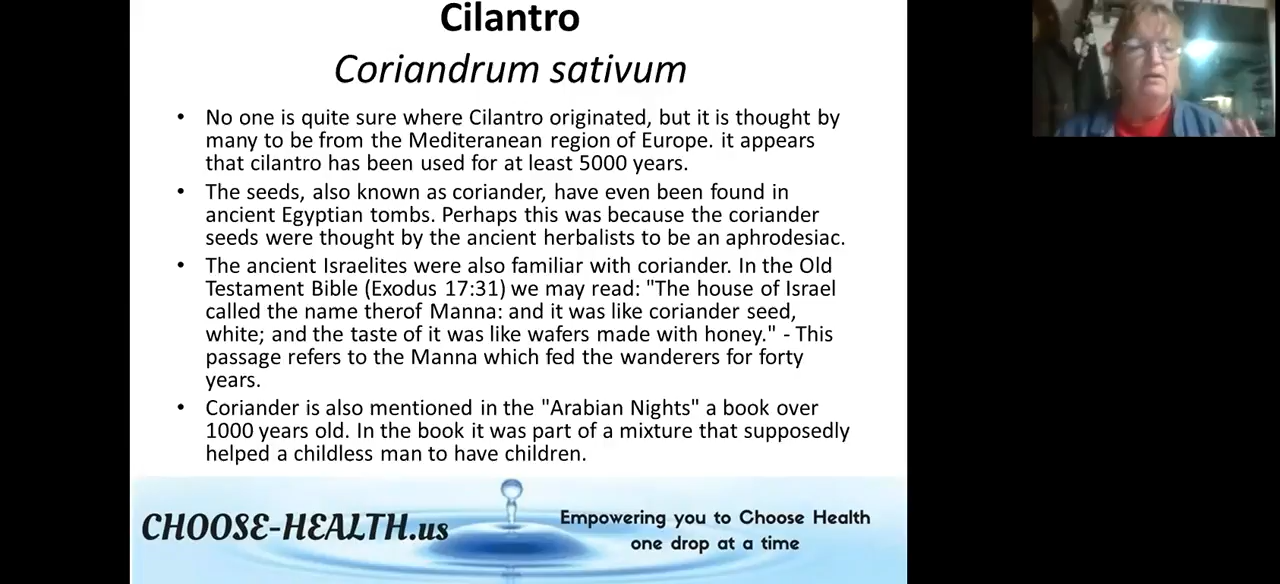 Cilantro
Coriandrum sativum
• No one is quite sure where Cilantro originated, but it is thought by
many to be from the Mediteranean region of Europe. it appears
that cilantro has been used for at least 5000 years.
• The seeds, also known as coriander, have even been found in
ancient Egyptian tombs. Perhaps this was because the coriander
seeds were thought by the ancient herbalists to be an aphrodesiac.
• The ancient Israelites were also familiar with coriander. In the Old
Testament Bible (Exodus 17:31) we may read: "The house of Israel
called the name therof Manna: and it was like coriander seed,
white; and the taste of it was like wafers made with honey." - This
passage refers to the Manna which fed the wanderers for forty
years.
• Coriander is also mentioned in the "Arabian Nights" a book over
1000 years old. In the book it was part of a mixture that supposedly
helped a childless man to have children.
CHOOSE-HEALTH.us
Empowering you to Choose Health
one drop at a time